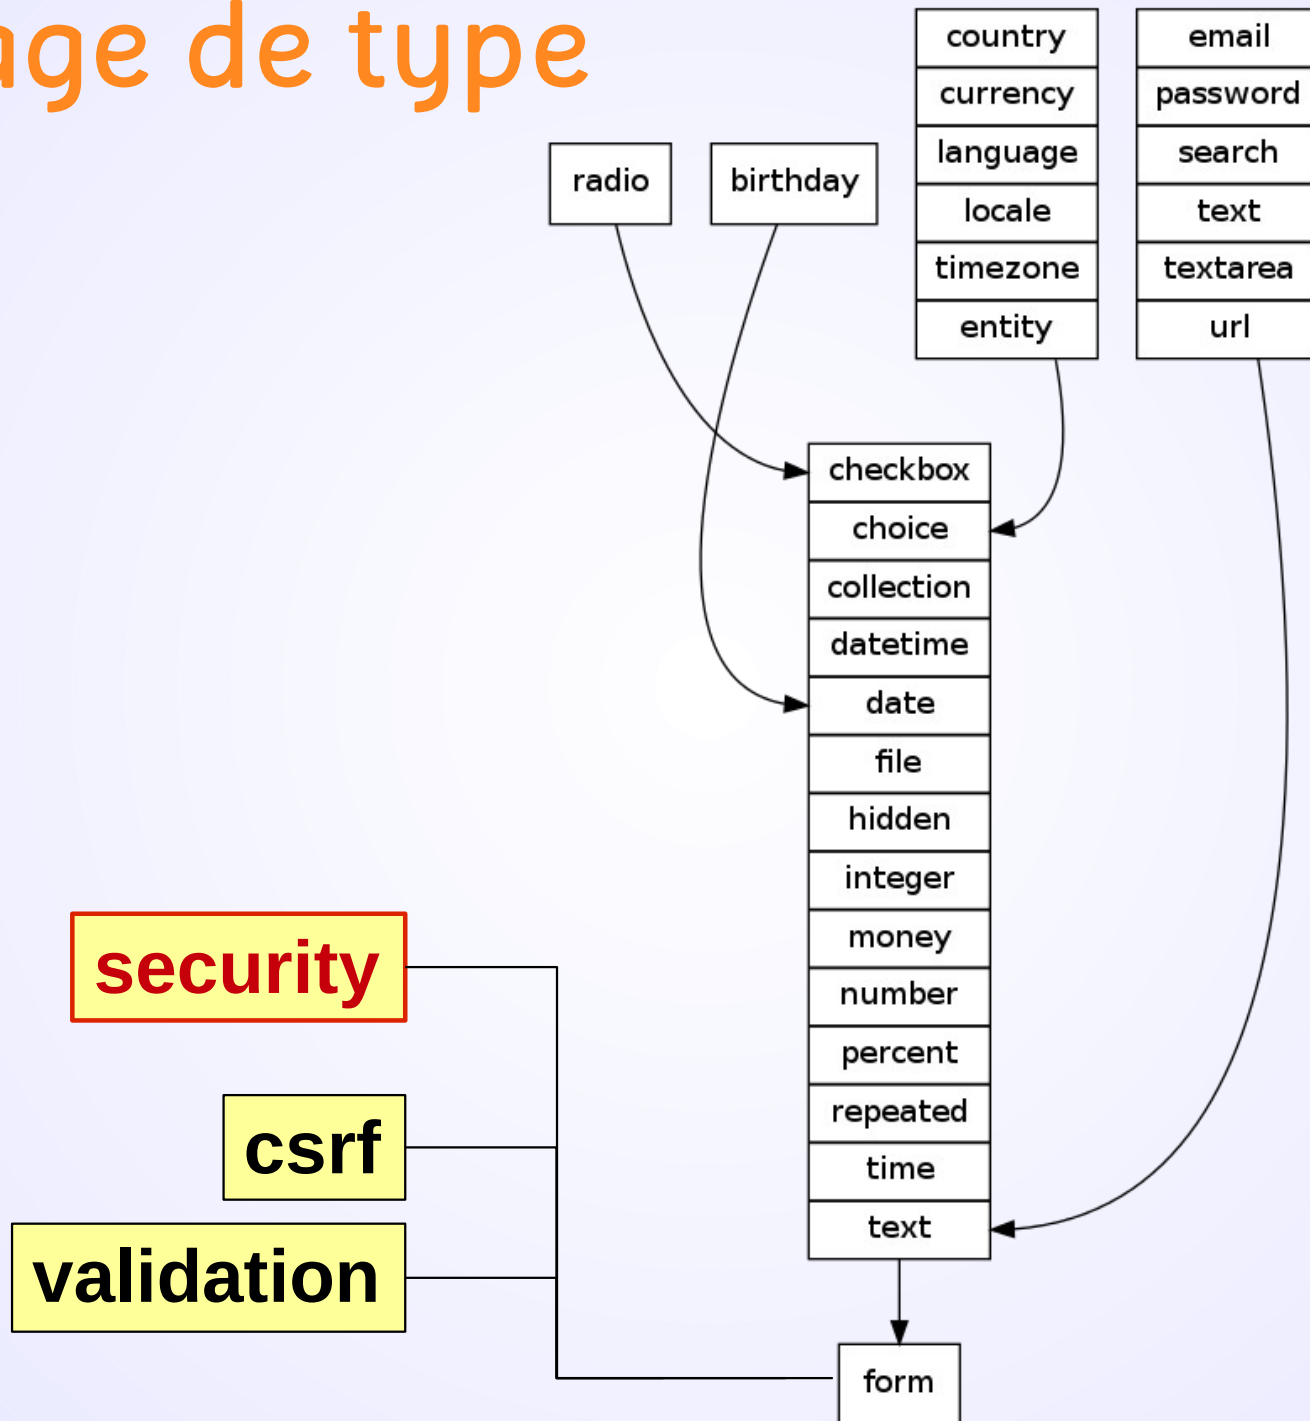 age de type
country
currency
language
locale
timezone
entity
email
password
search
text
textarea
url
radio
birthday
checkbox
choice
collection
datetime
date
file
hidden
integer
money
number
percent
repeated
time
text
security
csrf
validation
form